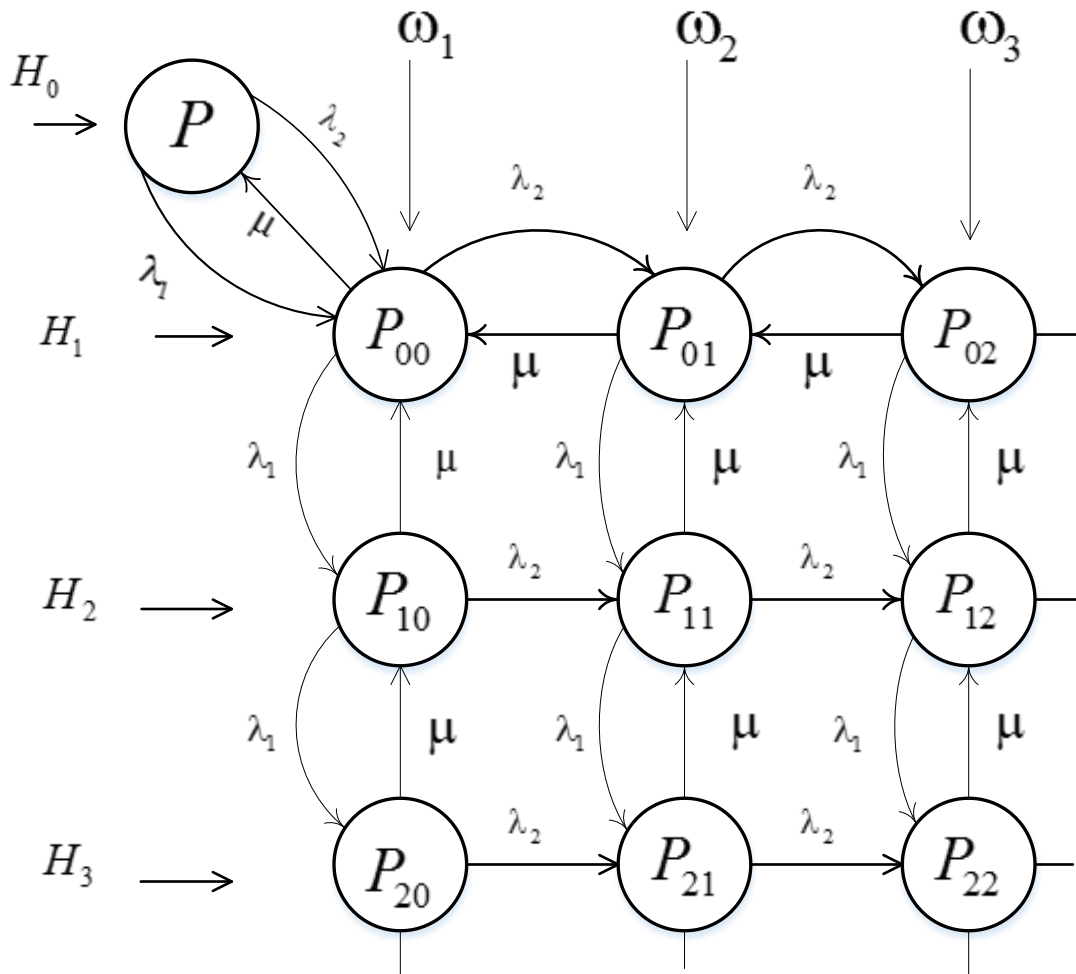 ω₁ ω₂ ω₃
H₀ P λ₂
λ₂ λ₂
μ
λ₁
H₁ P₀₀ P₀₁ P₀₂
μ μ
λ₁ μ λ₁ μ λ₁ μ
λ₂ λ₂
H₂ P₁₀ P₁₁ P₁₂
λ₁ μ λ₁ μ λ₁ μ
λ₂ λ₂
H₃ P₂₀ P₂₁ P₂₂